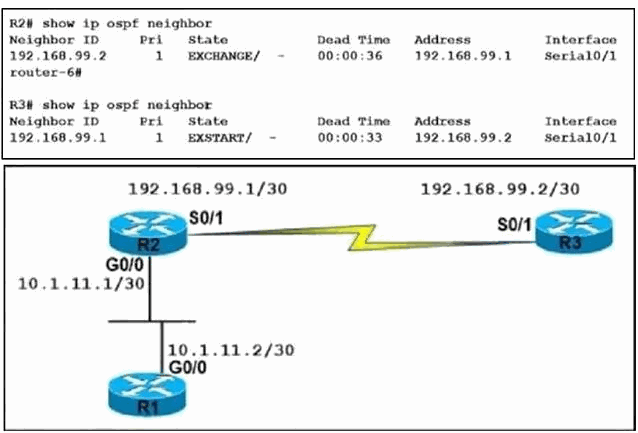 R2# show ip ospf neighbor
Neighbor ID Pri State Dead Time Address Interface
192.168.99.2 1 EXCHANGE/ - 00:00:36 192.168.99.1 Serial0/1
router-6#
R3# show ip ospf neighbor
Neighbor ID Pri State Dead Time Address Interface
192.168.99.1 1 EXSTART/ - 00:00:33 192.168.99.2 Serial0/1
192.168.99.1/30
192.168.99.2/30
S0/1
S0/1
R2
R3
G0/0
10.1.11.1/30
10.1.11.2/30
G0/0
R1